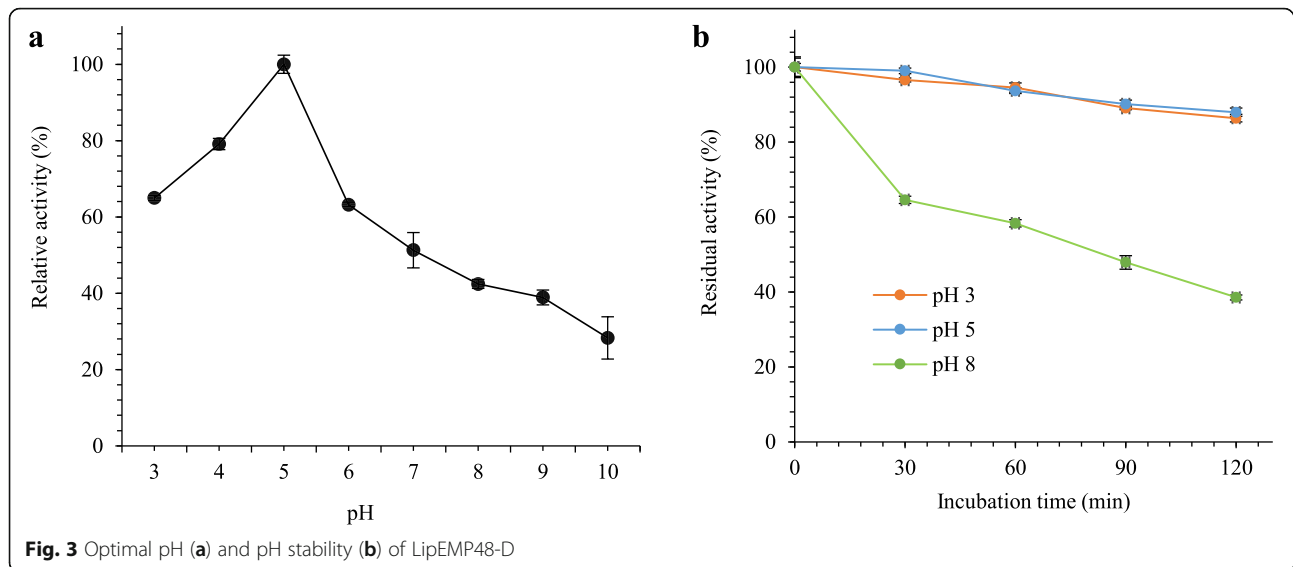 a
Relative activity (%)
100
80
60
40
20
0
3 4 5 6 7 8 9 10
pH
b
Residual activity (%)
100
80
60
40
20
0
pH 3
pH 5
pH 8
0 30 60 90 120
Incubation time (min)
Fig. 3 Optimal pH (a) and pH stability (b) of LipEMP48-D